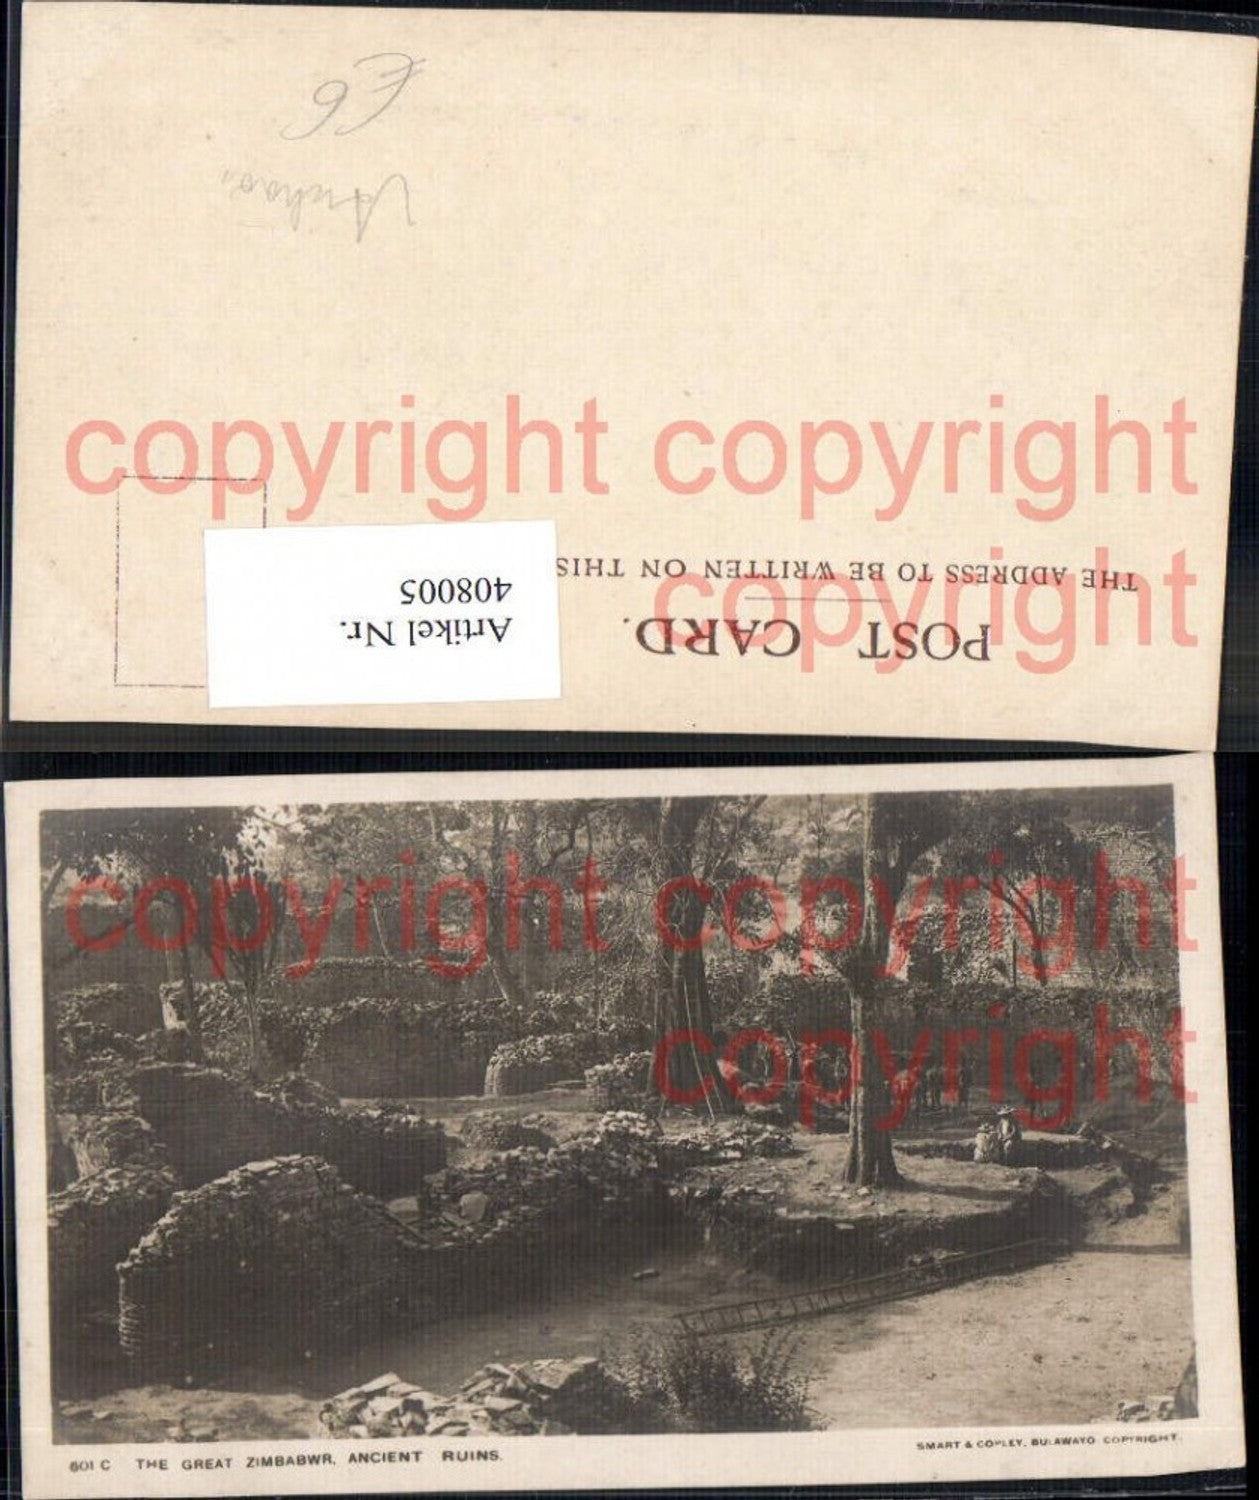 £6
copyright copyright
THE ADDRESS TO BE WRITTEN ON THIS
copyright
POST CARD.
Artikel Nr.
408005
copyright copyright
copyright
601 C THE GREAT ZIMBABWR, ANCIENT RUINS.
SMART & COPLEY, BULAWAYO COPYRIGHT.